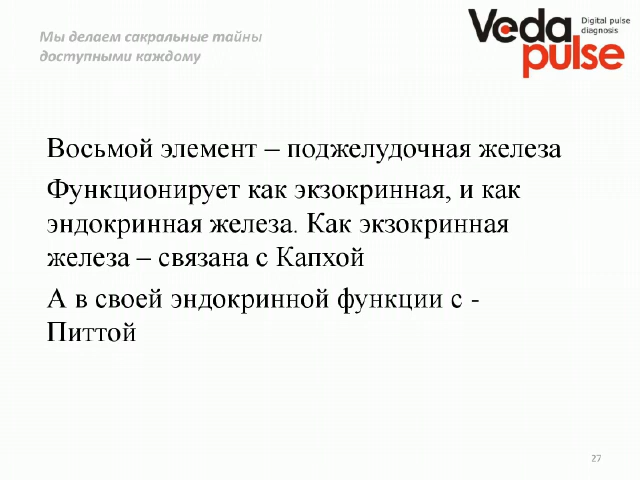 Мы делаем сакральные тайны
доступными каждому
Veda
pulse
Digital pulse
diagnosis
Восьмой элемент – поджелудочная железа
Функционирует как экзокринная, и как
эндокринная железа. Как экзокринная
железа – связана с Капхой
А в своей эндокринной функции с -
Питтой
27